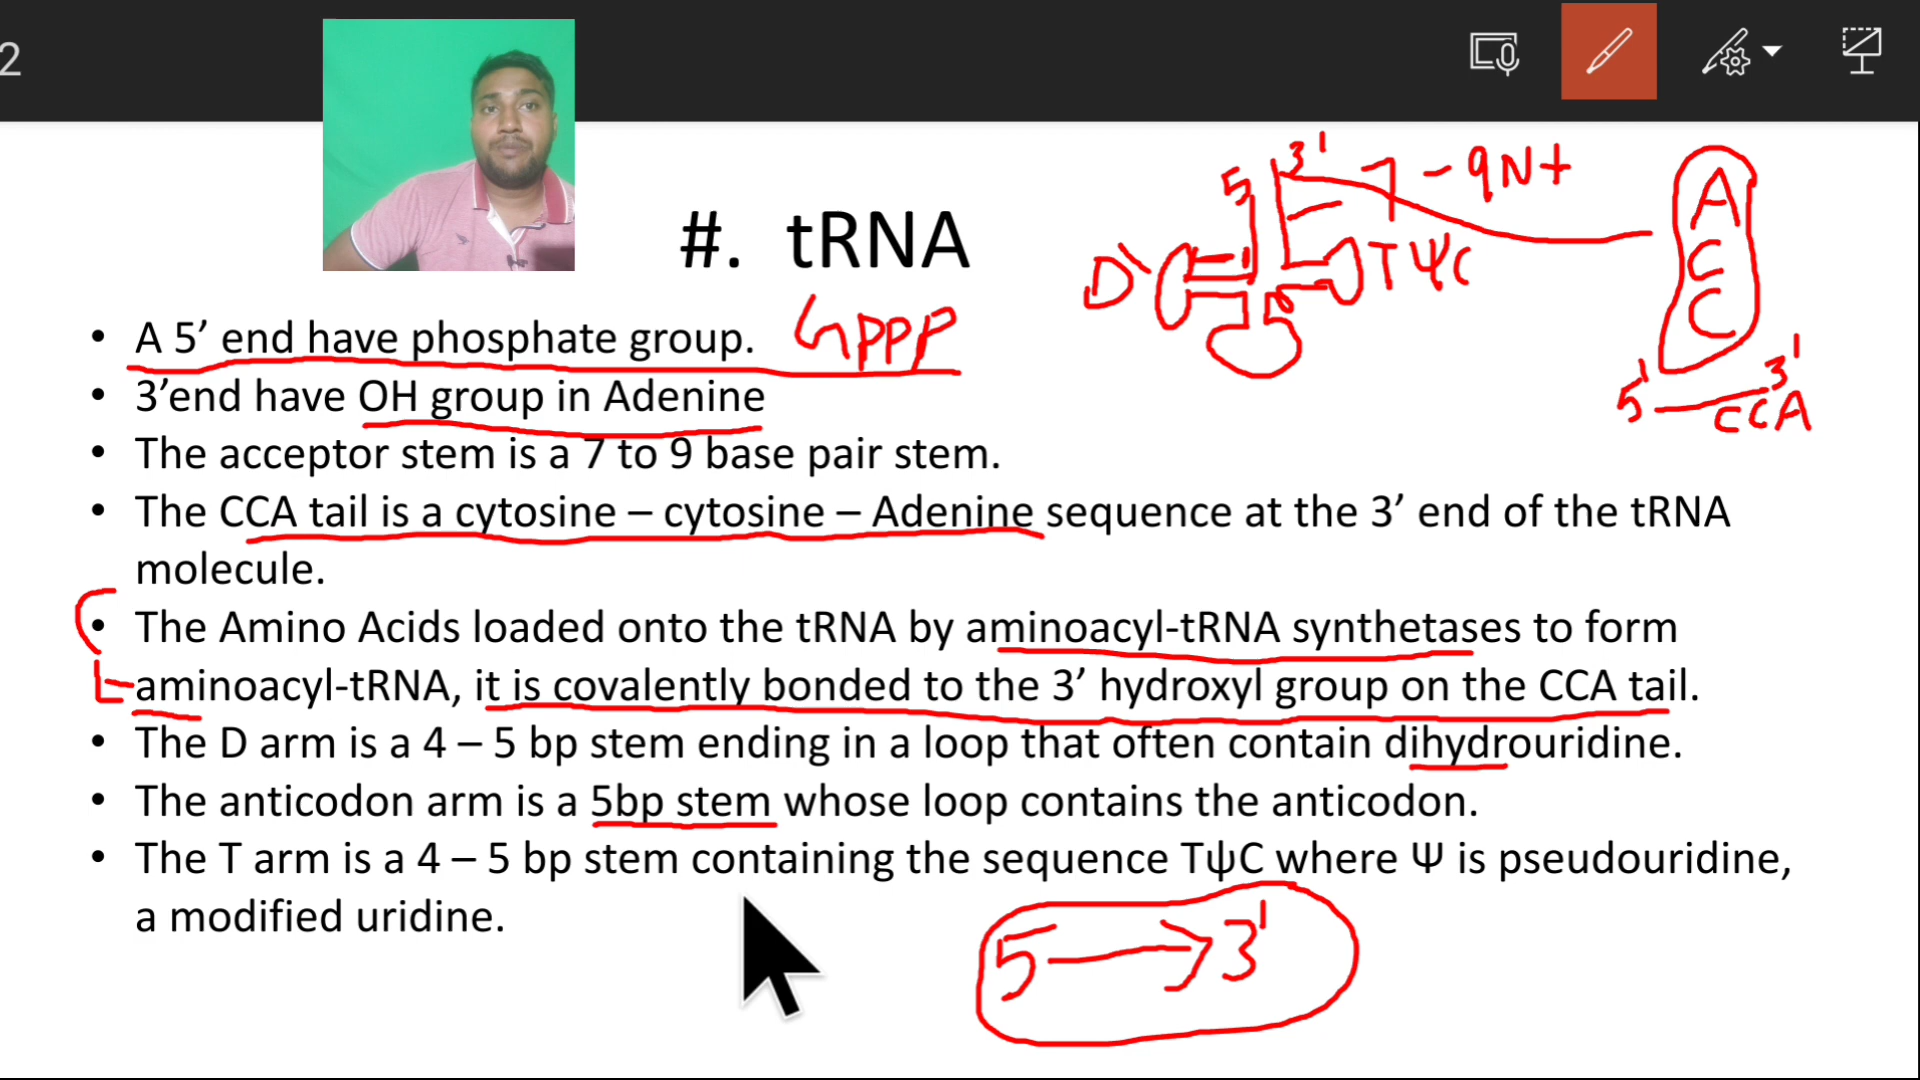 2
#. tRNA
5 3' 7-9Nt
D TψC
A
C
C
5' 3'
CCA
• A 5’ end have phosphate group. GPPP
• 3’end have OH group in Adenine
• The acceptor stem is a 7 to 9 base pair stem.
• The CCA tail is a cytosine – cytosine – Adenine sequence at the 3’ end of the tRNA
molecule.
• The Amino Acids loaded onto the tRNA by aminoacyl-tRNA synthetases to form
aminoacyl-tRNA, it is covalently bonded to the 3’ hydroxyl group on the CCA tail.
• The D arm is a 4 – 5 bp stem ending in a loop that often contain dihydrouridine.
• The anticodon arm is a 5bp stem whose loop contains the anticodon.
• The T arm is a 4 – 5 bp stem containing the sequence TψC where Ψ is pseudouridine,
a modified uridine.
5 → 3'